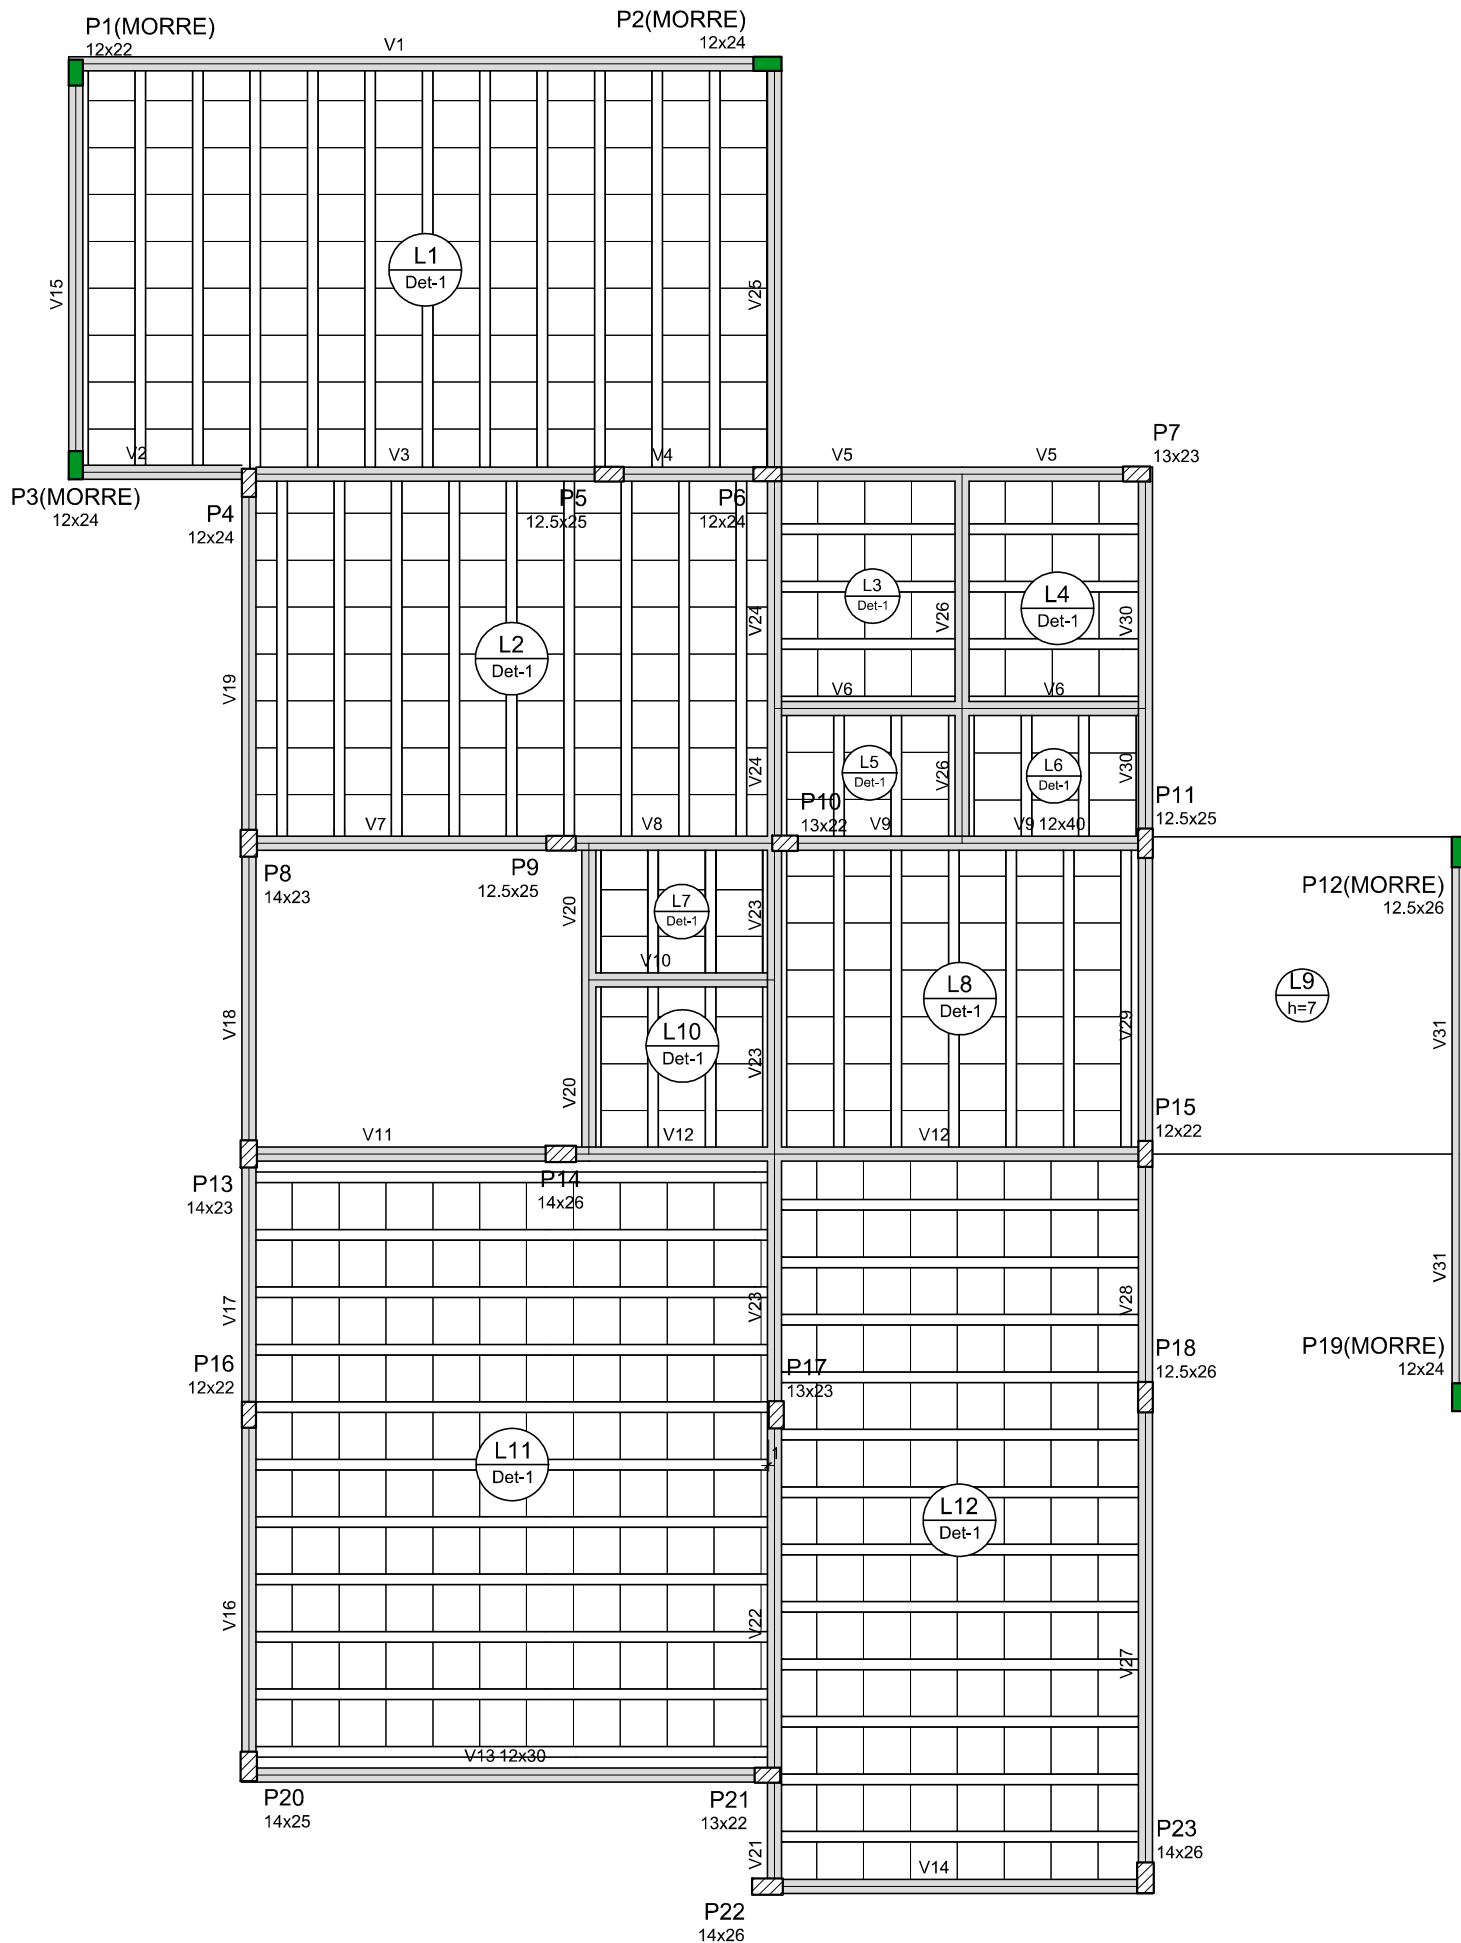 P1(MORRE)
12x22
V1
P2(MORRE)
12x24
V15
L1
Det-1
V25
V2
V3
V4
V5
V5
P7
13x23
P3(MORRE)
12x24
P4
12x24
P5
12.5x25
P6
12x24
V19
L2
Det-1
V24
L3
Det-1
V26
L4
Det-1
V30
V6
V6
V24
L5
Det-1
V26
L6
Det-1
V30
P10
13x22
P11
12.5x25
V7
V8
V9
V9 12x40
P8
14x23
P9
12.5x25
V20
L7
Det-1
V23
P12(MORRE)
12.5x26
V10
V18
L10
Det-1
V23
L8
Det-1
V29
L9
h=7
V31
V20
V11
V12
V12
P15
12x22
P13
14x23
P14
14x26
V17
V23
V28
V31
P16
12x22
P17
13x23
P18
12.5x26
P19(MORRE)
12x24
L11
Det-1
1
L12
Det-1
V16
V22
V27
V13 12x30
P20
14x25
P21
13x22
V21
V14
P23
14x26
P22
14x26